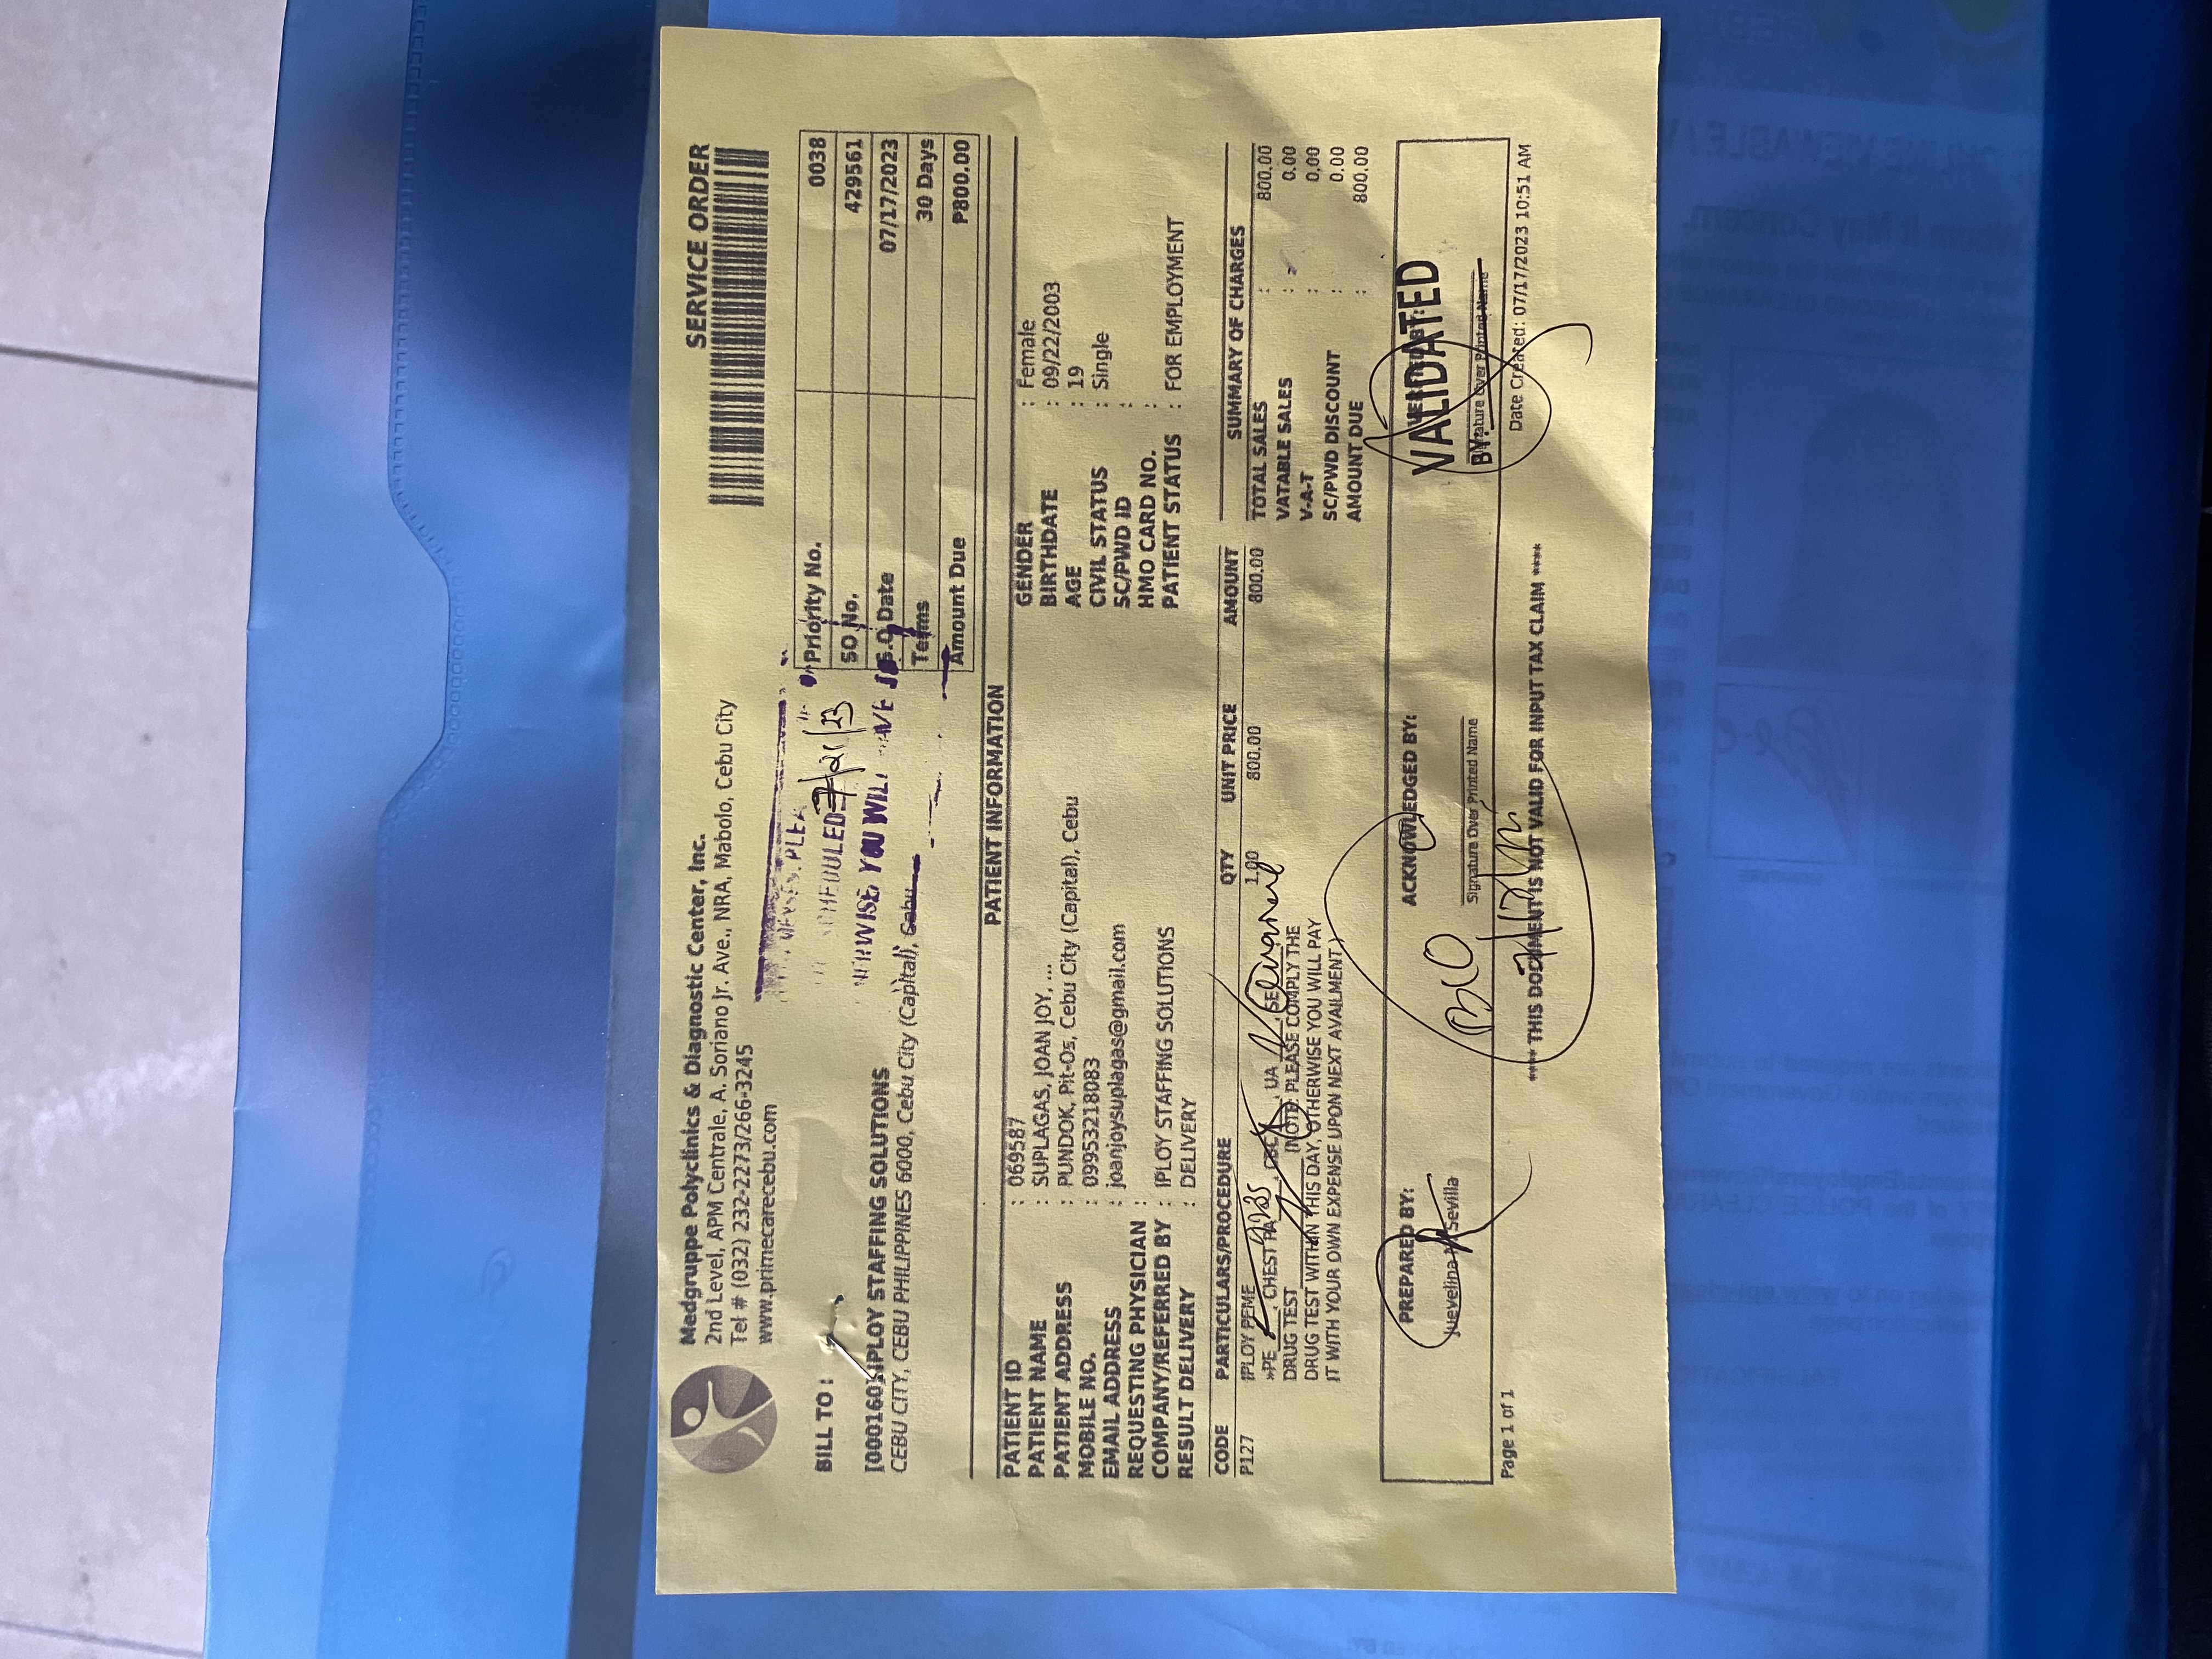 Medgruppe Polyclinics & Diagnostic Center, Inc.
2nd Level, APM Centrale, A. Soriano Jr. Ave., NRA, Mabolo, Cebu City
Tel # (032) 232-2273/266-3245
www.primecarecebu.com
SERVICE ORDER
BILL TO :
[000160]IPLOY STAFFING SOLUTIONS
CEBU CITY, CEBU PHILIPPINES 6000, Cebu City (Capital), Cebu
7/21/23
YOU WILL
Priority No. 0038
SO No. 429561
S.O Date 07/17/2023
Terms 30 Days
Amount Due P800.00
PATIENT INFORMATION
PATIENT ID : 069587
PATIENT NAME : SUPLAGAS, JOAN JOY, ...
PATIENT ADDRESS : PUNDOK, Pit-Os, Cebu City (Capital), Cebu
MOBILE NO. : 09953218083
EMAIL ADDRESS : joanjoysuplagas@gmail.com
REQUESTING PHYSICIAN :
COMPANY/REFERRED BY : IPLOY STAFFING SOLUTIONS
RESULT DELIVERY : DELIVERY
GENDER : Female
BIRTHDATE : 09/22/2003
AGE : 19
CIVIL STATUS : Single
SC/PWD ID :
HMO CARD NO. :
PATIENT STATUS : FOR EMPLOYMENT
CODE PARTICULARS/PROCEDURE QTY UNIT PRICE AMOUNT
P127 IPLOY PEME 1.00 800.00 800.00
»PE , CHEST PA , CBC , UA
DRUG TEST (NOTE: PLEASE COMPLY THE
DRUG TEST WITHIN THIS DAY, OTHERWISE YOU WILL PAY
IT WITH YOUR OWN EXPENSE UPON NEXT AVAILMENT)
SUMMARY OF CHARGES
TOTAL SALES : 800.00
VATABLE SALES : 0.00
V-A-T : 0.00
SC/PWD DISCOUNT : 0.00
AMOUNT DUE : 800.00
PREPARED BY:
Juevelina Sevilla
ACKNOWLEDGED BY:
Signature Over Printed Name
VALIDATED
BY:
Signature Over Printed Name
Page 1 of 1
**** THIS DOCUMENT IS NOT VALID FOR INPUT TAX CLAIM ****
Date Created: 07/17/2023 10:51 AM